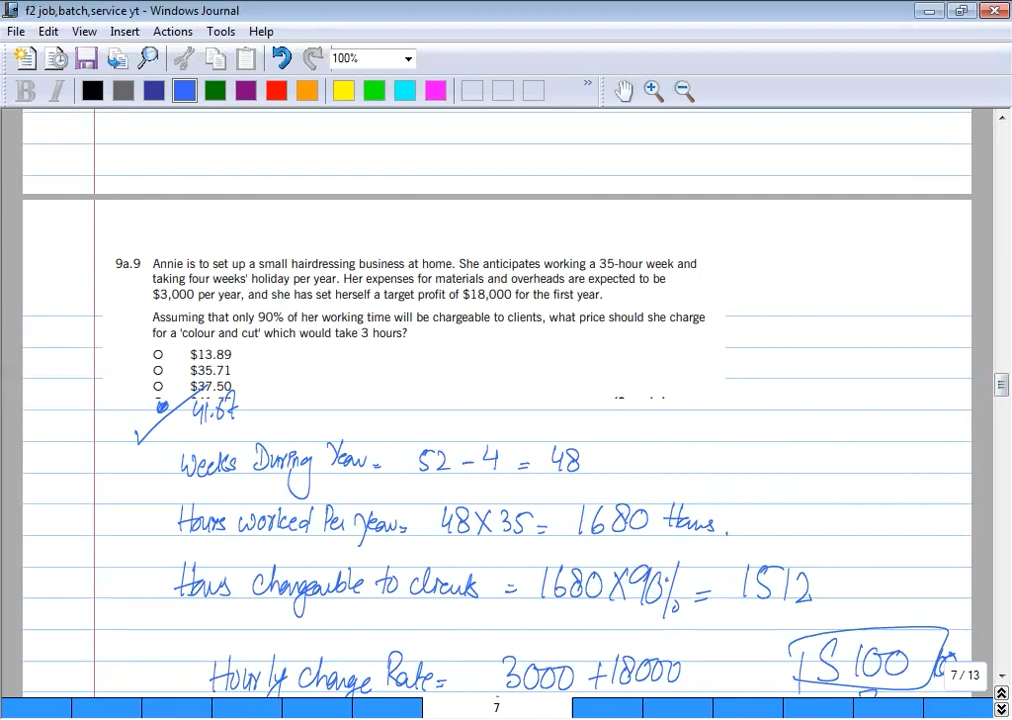 f2 job,batch,service yt - Windows Journal
File Edit View Insert Actions Tools Help
100%
B I
9a.9 Annie is to set up a small hairdressing business at home. She anticipates working a 35-hour week and
taking four weeks' holiday per year. Her expenses for materials and overheads are expected to be
$3,000 per year, and she has set herself a target profit of $18,000 for the first year.
Assuming that only 90% of her working time will be chargeable to clients, what price should she charge
for a 'colour and cut' which would take 3 hours?
$13.89
$35.71
$37.50
41.67
Weeks During Year = 52 - 4 = 48
Hours worked Per Year = 48 X 35 = 1680 Hours.
Hours chargeable to clients = 1680 X 90% = 1512
Hourly charge Rate = 3000 + 18000
100
7 / 13
7